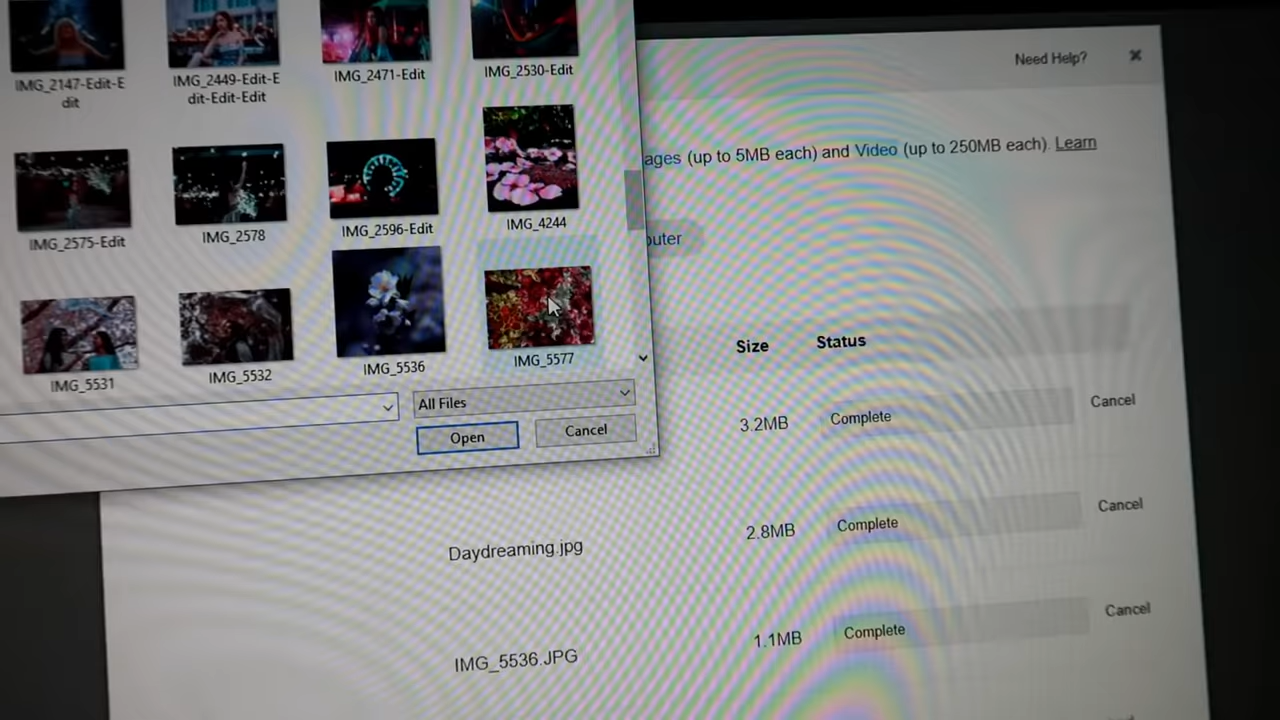 IMG_2147-Edit-E
dit
IMG_2449-Edit-E
dit-Edit-Edit
IMG_2471-Edit
IMG_2530-Edit
IMG_2575-Edit
IMG_2578
IMG_2596-Edit
IMG_4244
IMG_5531
IMG_5532
IMG_5536
IMG_5577
All Files
Open
Cancel
Need Help?
ages (up to 5MB each) and Video (up to 250MB each). Learn
outer
Size
Status
3.2MB
Complete
Cancel
Daydreaming.jpg
2.8MB
Complete
Cancel
IMG_5536.JPG
1.1MB
Complete
Cancel